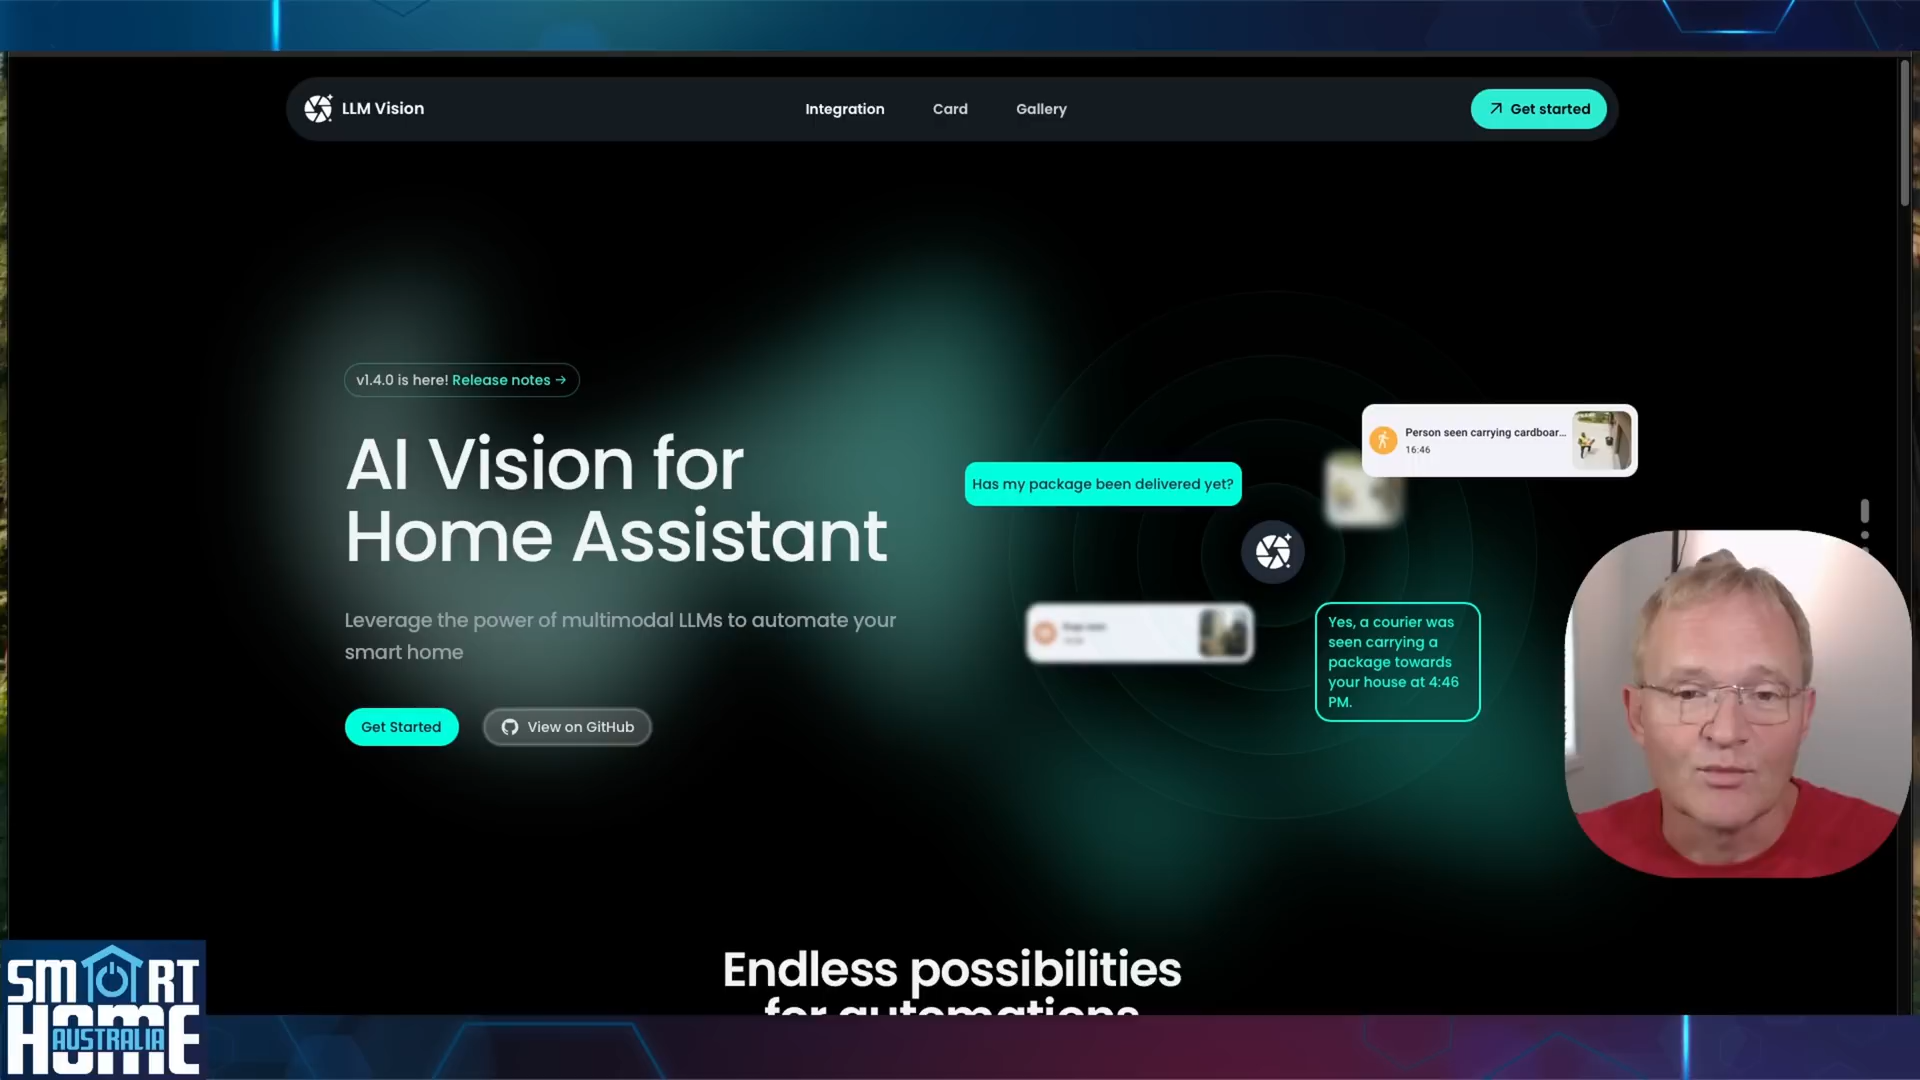 LLM Vision
Integration
Card
Gallery
Get started
v1.4.0 is here! Release notes →
AI Vision for
Home Assistant
Leverage the power of multimodal LLMs to automate your
smart home
Get Started
View on GitHub
Has my package been delivered yet?
Person seen carrying cardboar...
16:46
Yes, a courier was
seen carrying a
package towards
your house at 4:46
PM.
Endless possibilities
for automations
SMART
HOME
AUSTRALIA